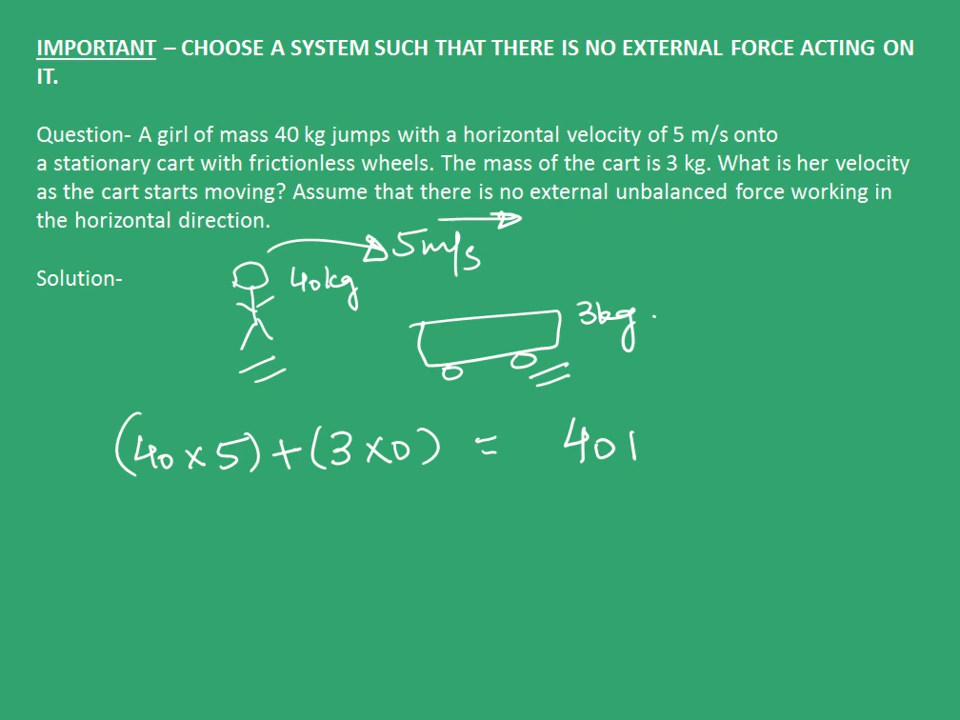 IMPORTANT – CHOOSE A SYSTEM SUCH THAT THERE IS NO EXTERNAL FORCE ACTING ON
IT.
Question- A girl of mass 40 kg jumps with a horizontal velocity of 5 m/s onto
a stationary cart with frictionless wheels. The mass of the cart is 3 kg. What is her velocity
as the cart starts moving? Assume that there is no external unbalanced force working in
the horizontal direction.
5m/s
Solution-
40kg
3kg.
(40 x 5) + (3 x 0) = 40